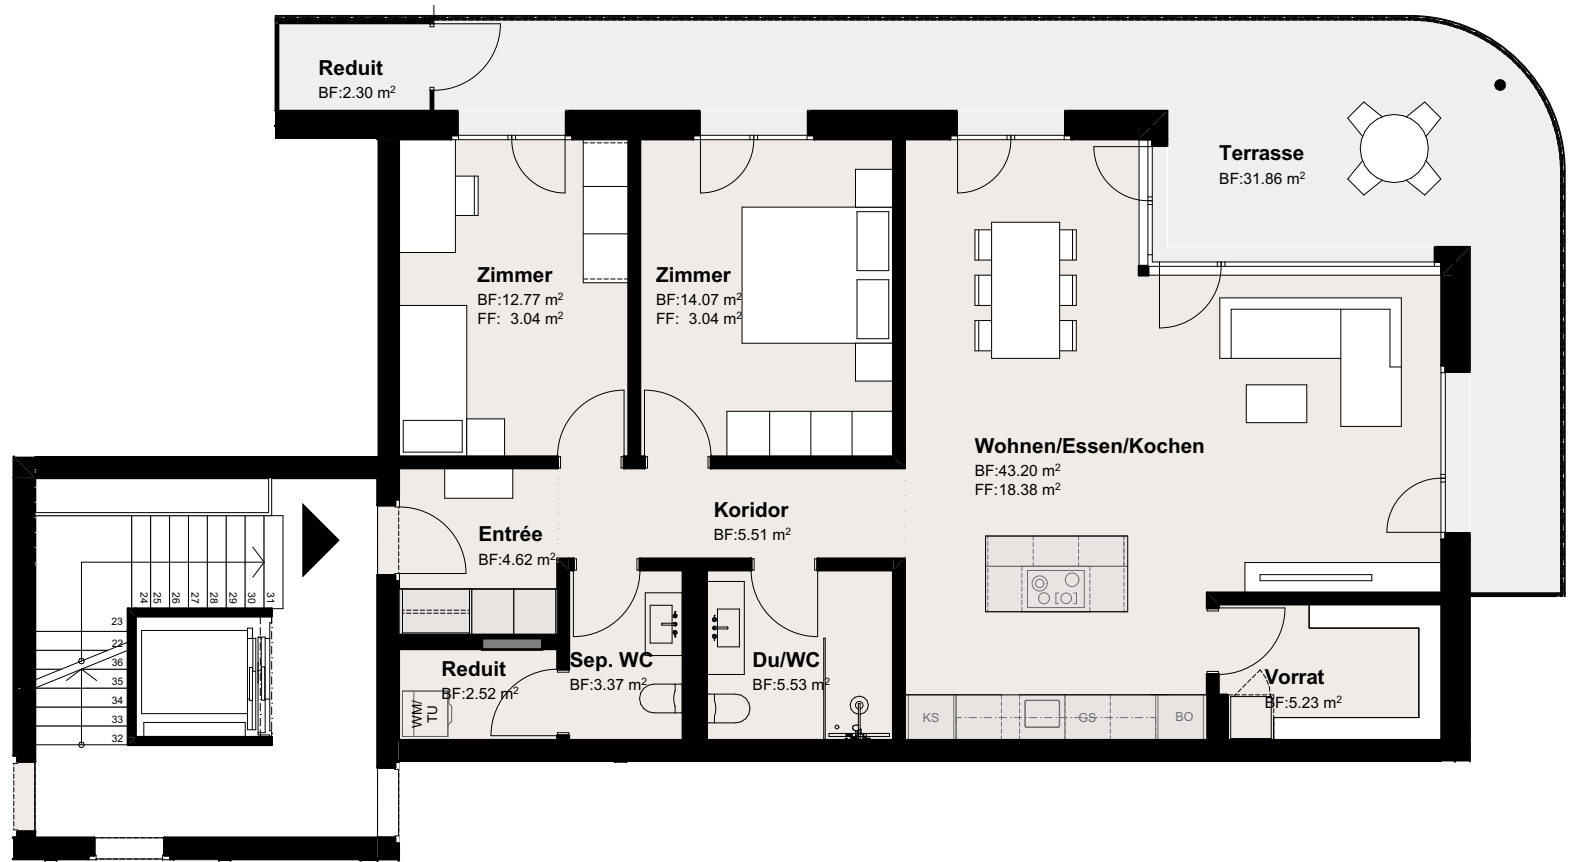 Reduit
BF:2.30 m²
Terrasse
BF:31.86 m²
Zimmer
BF:12.77 m²
FF: 3.04 m²
Zimmer
BF:14.07 m²
FF: 3.04 m²
Wohnen/Essen/Kochen
BF:43.20 m²
FF:18.38 m²
Koridor
BF:5.51 m²
Entrée
BF:4.62 m²
24
25
26
27
28
29
30
31
23
22
36
35
34
33
32
Reduit
BF:2.52 m²
WM/
TU
Sep. WC
BF:3.37 m²
Du/WC
BF:5.53 m²
Vorrat
BF:5.23 m²
KS
GS
BO